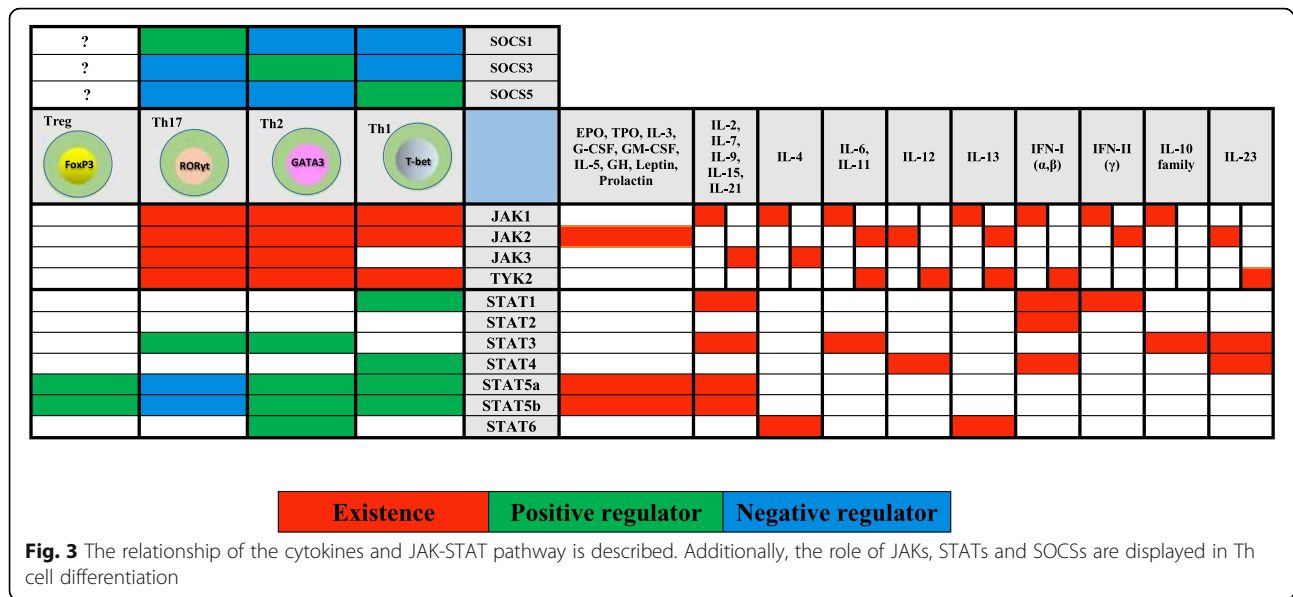 ? SOCS1
? SOCS3
? SOCS5
Treg Th17 Th2 Th1
FoxP3 RORyt GATA3 T-bet
EPO, TPO, IL-3,
G-CSF, GM-CSF,
IL-5, GH, Leptin,
Prolactin
IL-2,
IL-7,
IL-9,
IL-15,
IL-21
IL-4
IL-6,
IL-11
IL-12
IL-13
IFN-I
(α,β)
IFN-II
(γ)
IL-10
family
IL-23
JAK1
JAK2
JAK3
TYK2
STAT1
STAT2
STAT3
STAT4
STAT5a
STAT5b
STAT6
Existence Positive regulator Negative regulator
Fig. 3 The relationship of the cytokines and JAK-STAT pathway is described. Additionally, the role of JAKs, STATs and SOCSs are displayed in Th
cell differentiation